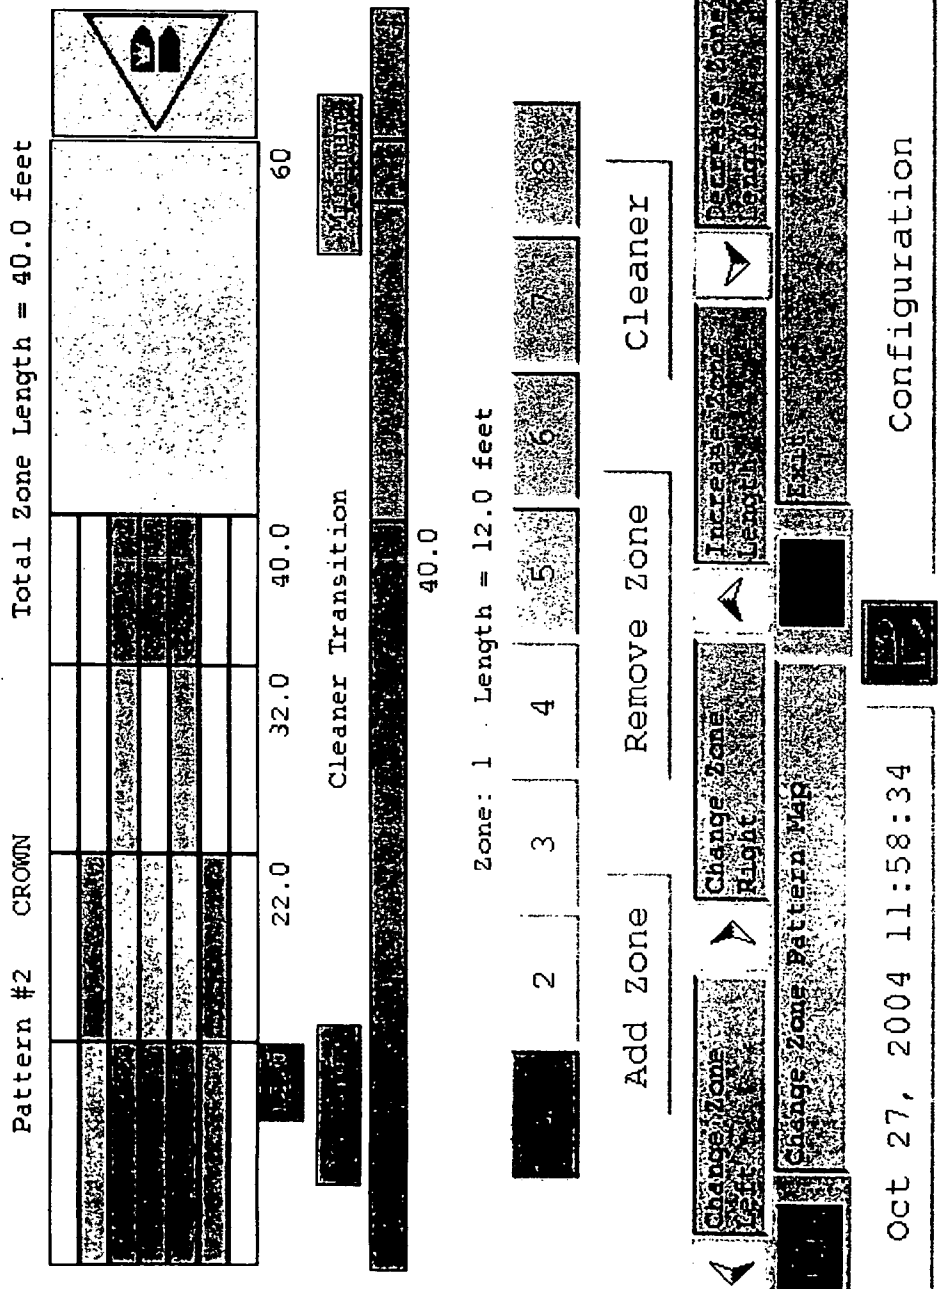 Pattern #2 CROWN Total Zone Length = 40.0 feet
22.0 32.0 40.0 60
Cleaner Transition
40.0
Zone: 1 Length = 12.0 feet
2 3 4 5 6 7 8
Add Zone Remove Zone Cleaner
Change Zone
Left
Change Zone
Right
Increase Zone
Length
Decrease Zone
Length
Change Zone Pattern Map
Exit
Oct 27, 2004 11:58:34 Configuration